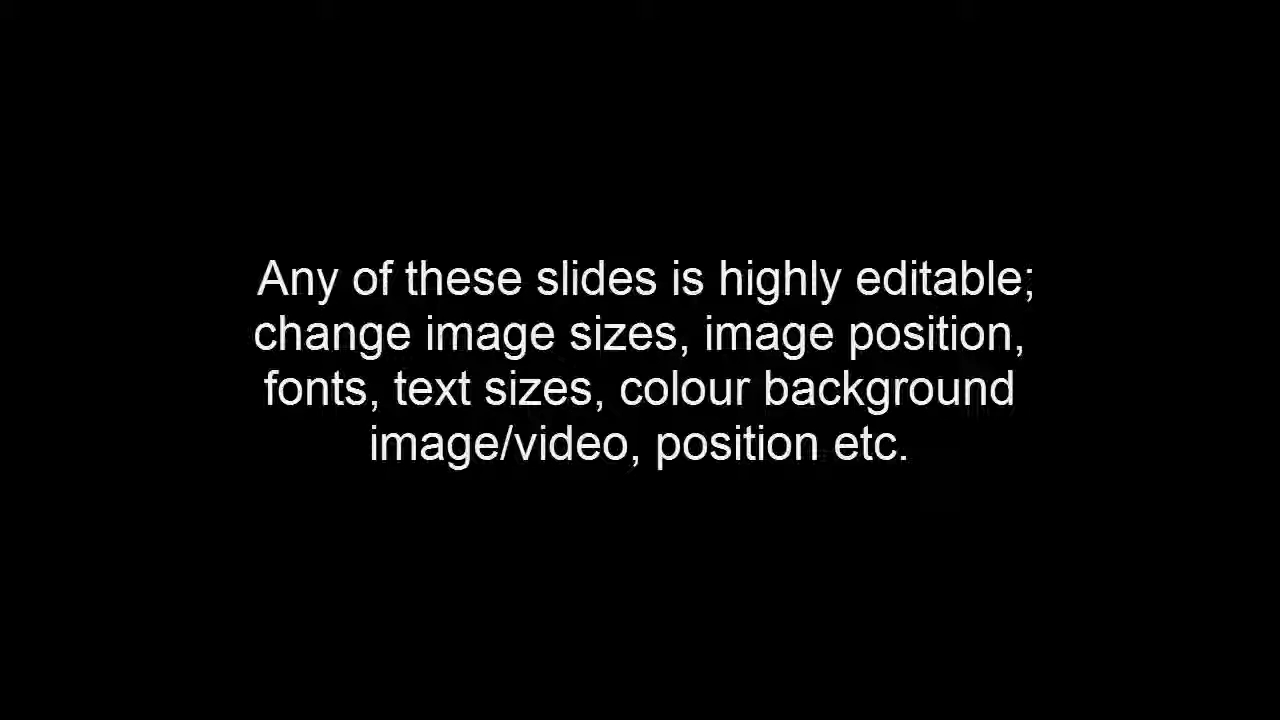 Any of these slides is highly editable;
change image sizes, image position,
fonts, text sizes, colour background
image/video, position etc.